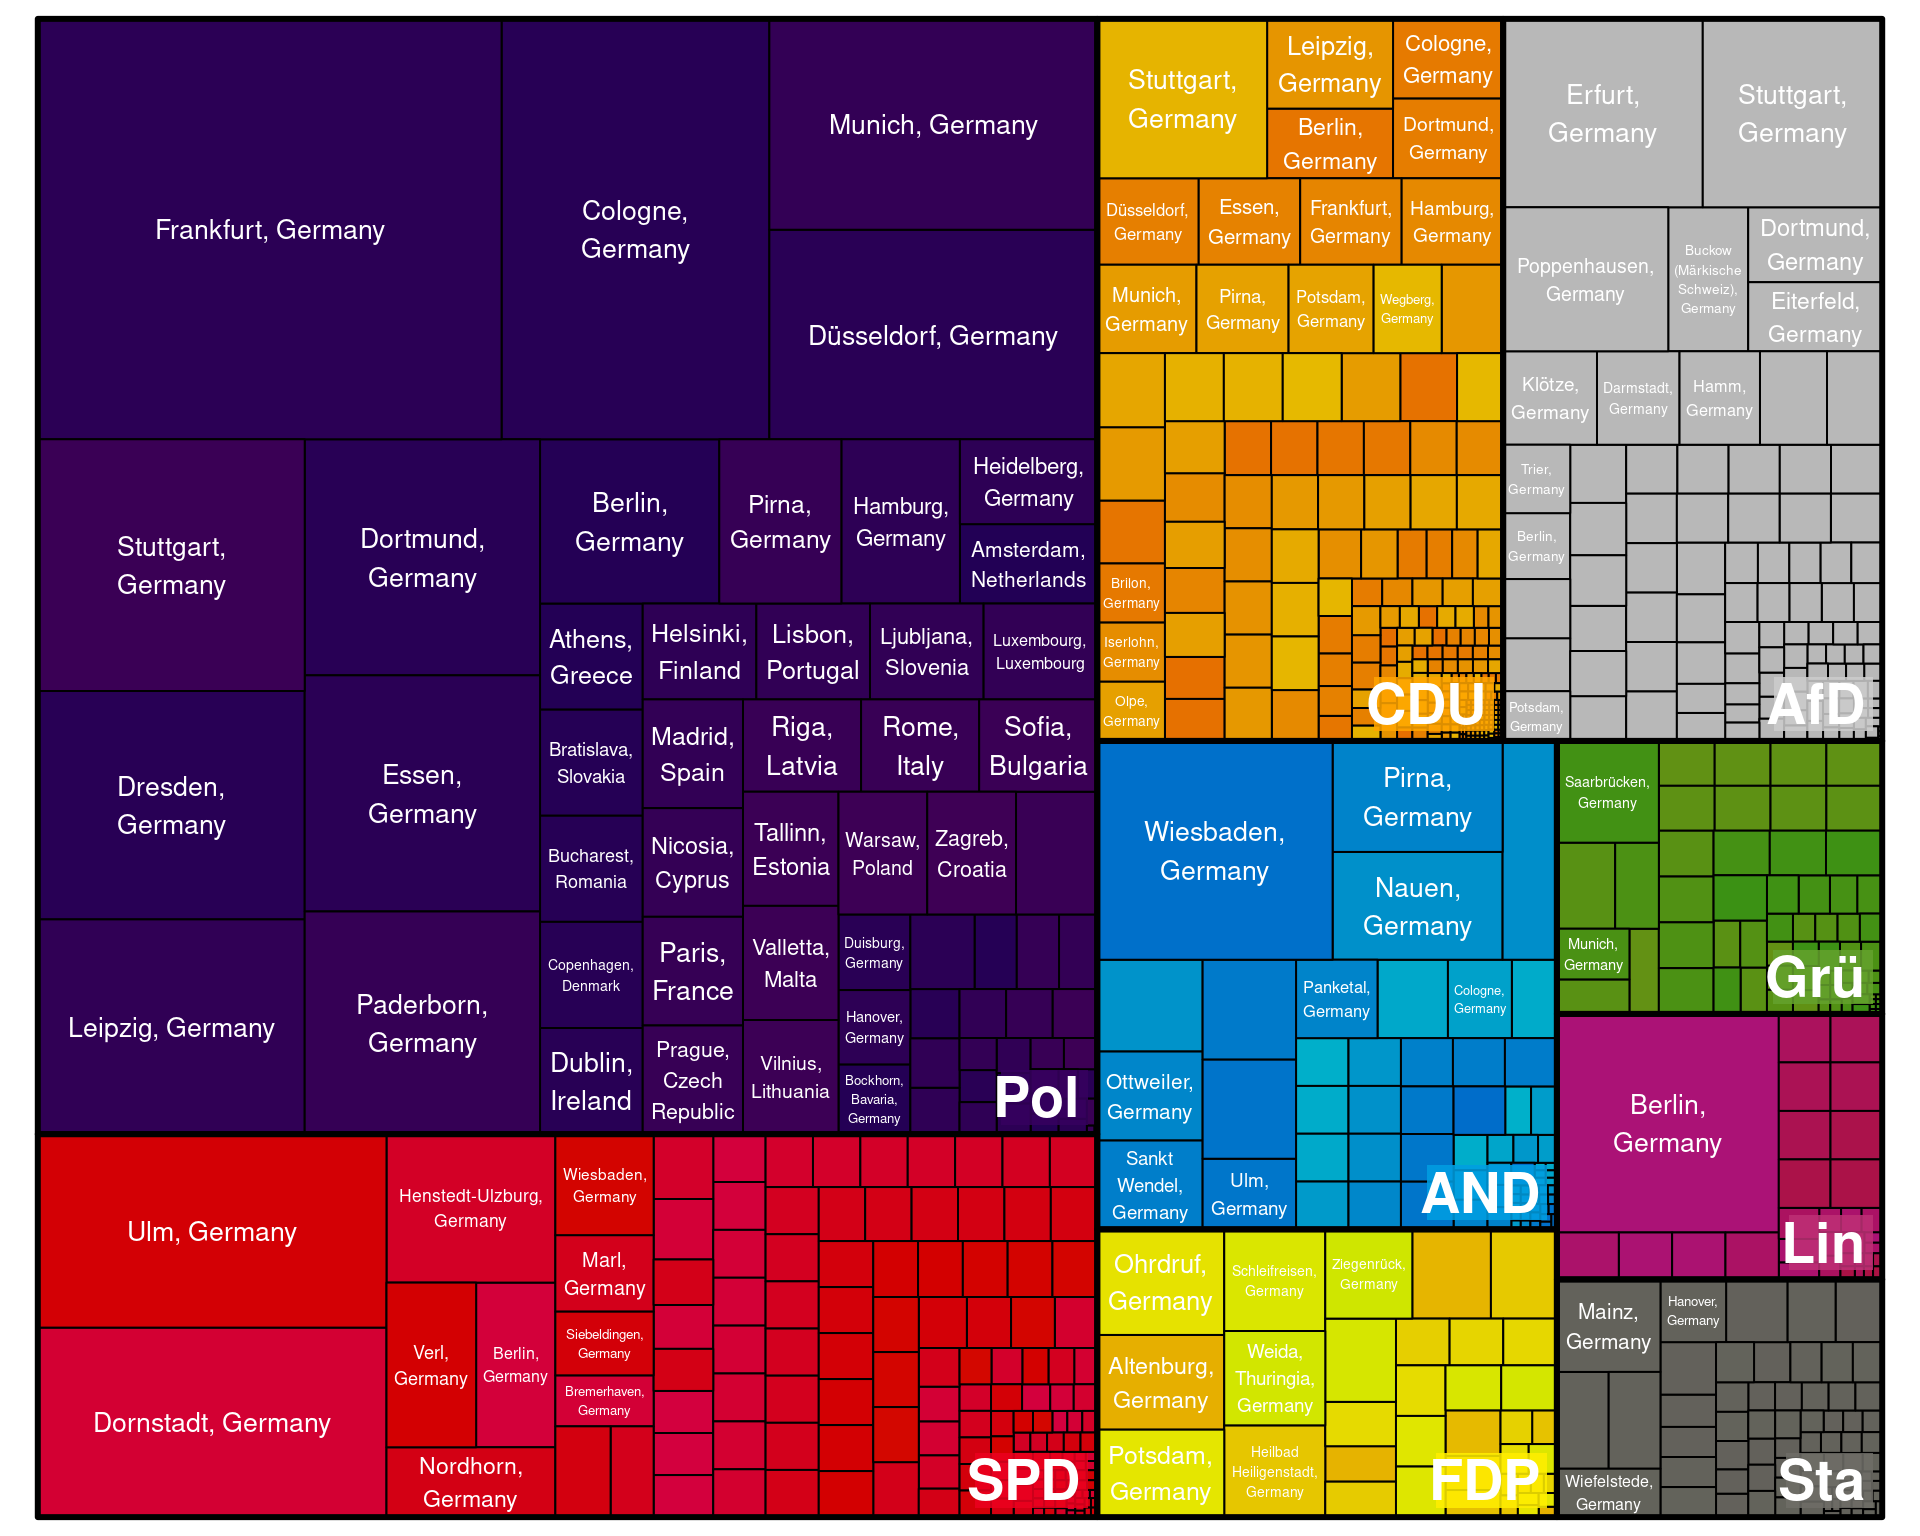 Frankfurt, Germany
Cologne,
Germany
Munich, Germany
Düsseldorf, Germany
Stuttgart,
Germany
Dortmund,
Germany
Berlin,
Germany
Pirna,
Germany
Hamburg,
Germany
Heidelberg,
Germany
Amsterdam,
Netherlands
Dresden,
Germany
Essen,
Germany
Leipzig, Germany
Paderborn,
Germany
Athens,
Greece
Helsinki,
Finland
Lisbon,
Portugal
Ljubljana,
Slovenia
Luxembourg,
Luxembourg
Bratislava,
Slovakia
Madrid,
Spain
Riga,
Latvia
Rome,
Italy
Sofia,
Bulgaria
Bucharest,
Romania
Nicosia,
Cyprus
Tallinn,
Estonia
Warsaw,
Poland
Zagreb,
Croatia
Copenhagen,
Denmark
Paris,
France
Valletta,
Malta
Duisburg,
Germany
Hanover,
Germany
Dublin,
Ireland
Prague,
Czech
Republic
Vilnius,
Lithuania
Bockhorn,
Bavaria,
Germany
Pol
Stuttgart,
Germany
Leipzig,
Germany
Cologne,
Germany
Berlin,
Germany
Dortmund,
Germany
Düsseldorf,
Germany
Essen,
Germany
Frankfurt,
Germany
Hamburg,
Germany
Munich,
Germany
Pirna,
Germany
Potsdam,
Germany
Wegberg,
Germany
Brilon,
Germany
Iserlohn,
Germany
Olpe,
Germany
CDU
Erfurt,
Germany
Stuttgart,
Germany
Poppenhausen,
Germany
Buckow
(Märkische
Schweiz),
Germany
Dortmund,
Germany
Eiterfeld,
Germany
Klötze,
Germany
Darmstadt,
Germany
Hamm,
Germany
Trier,
Germany
Berlin,
Germany
Potsdam,
Germany
AfD
Wiesbaden,
Germany
Pirna,
Germany
Nauen,
Germany
Panketal,
Germany
Cologne,
Germany
Ottweiler,
Germany
Sankt
Wendel,
Germany
Ulm,
Germany
AND
Saarbrücken,
Germany
Munich,
Germany
Grü
Berlin,
Germany
Lin
Ulm, Germany
Dornstadt, Germany
Henstedt-Ulzburg,
Germany
Verl,
Germany
Berlin,
Germany
Nordhorn,
Germany
Wiesbaden,
Germany
Marl,
Germany
Siebeldingen,
Germany
Bremerhaven,
Germany
SPD
Ohrdruf,
Germany
Schleifreisen,
Germany
Ziegenrück,
Germany
Altenburg,
Germany
Weida,
Thuringia,
Germany
Potsdam,
Germany
Heilbad
Heiligenstadt,
Germany
FDP
Mainz,
Germany
Hanover,
Germany
Wiefelstede,
Germany
Sta